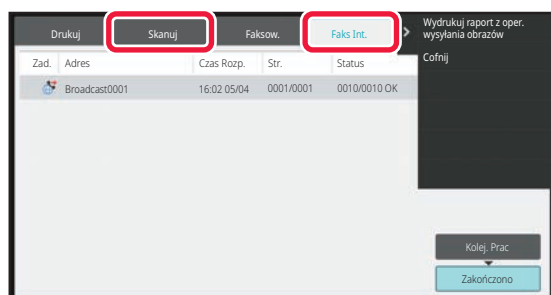 Drukuj Skanuj Faksow. Faks Int.
Wydrukuj raport z oper.
wysyłania obrazów
Cofnij
Zad. Adres Czas Rozp. Str. Status
Broadcast0001 16:02 05/04 0001/0001 0010/0010 OK
Kolej. Prac
Zakończono